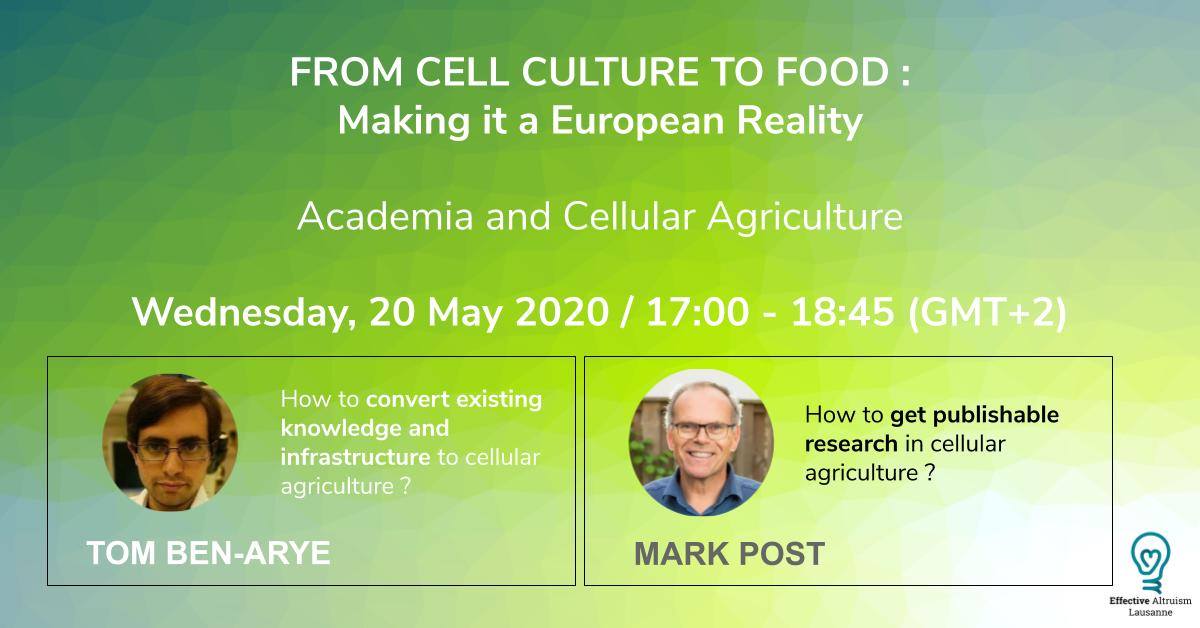 FROM CELL CULTURE TO FOOD :
Making it a European Reality
Academia and Cellular Agriculture
Wednesday, 20 May 2020 / 17:00 - 18:45 (GMT+2)
How to convert existing
knowledge and
infrastructure to cellular
agriculture ?
TOM BEN-ARYE
How to get publishable
research in cellular
agriculture ?
MARK POST
Effective Altruism
Lausanne